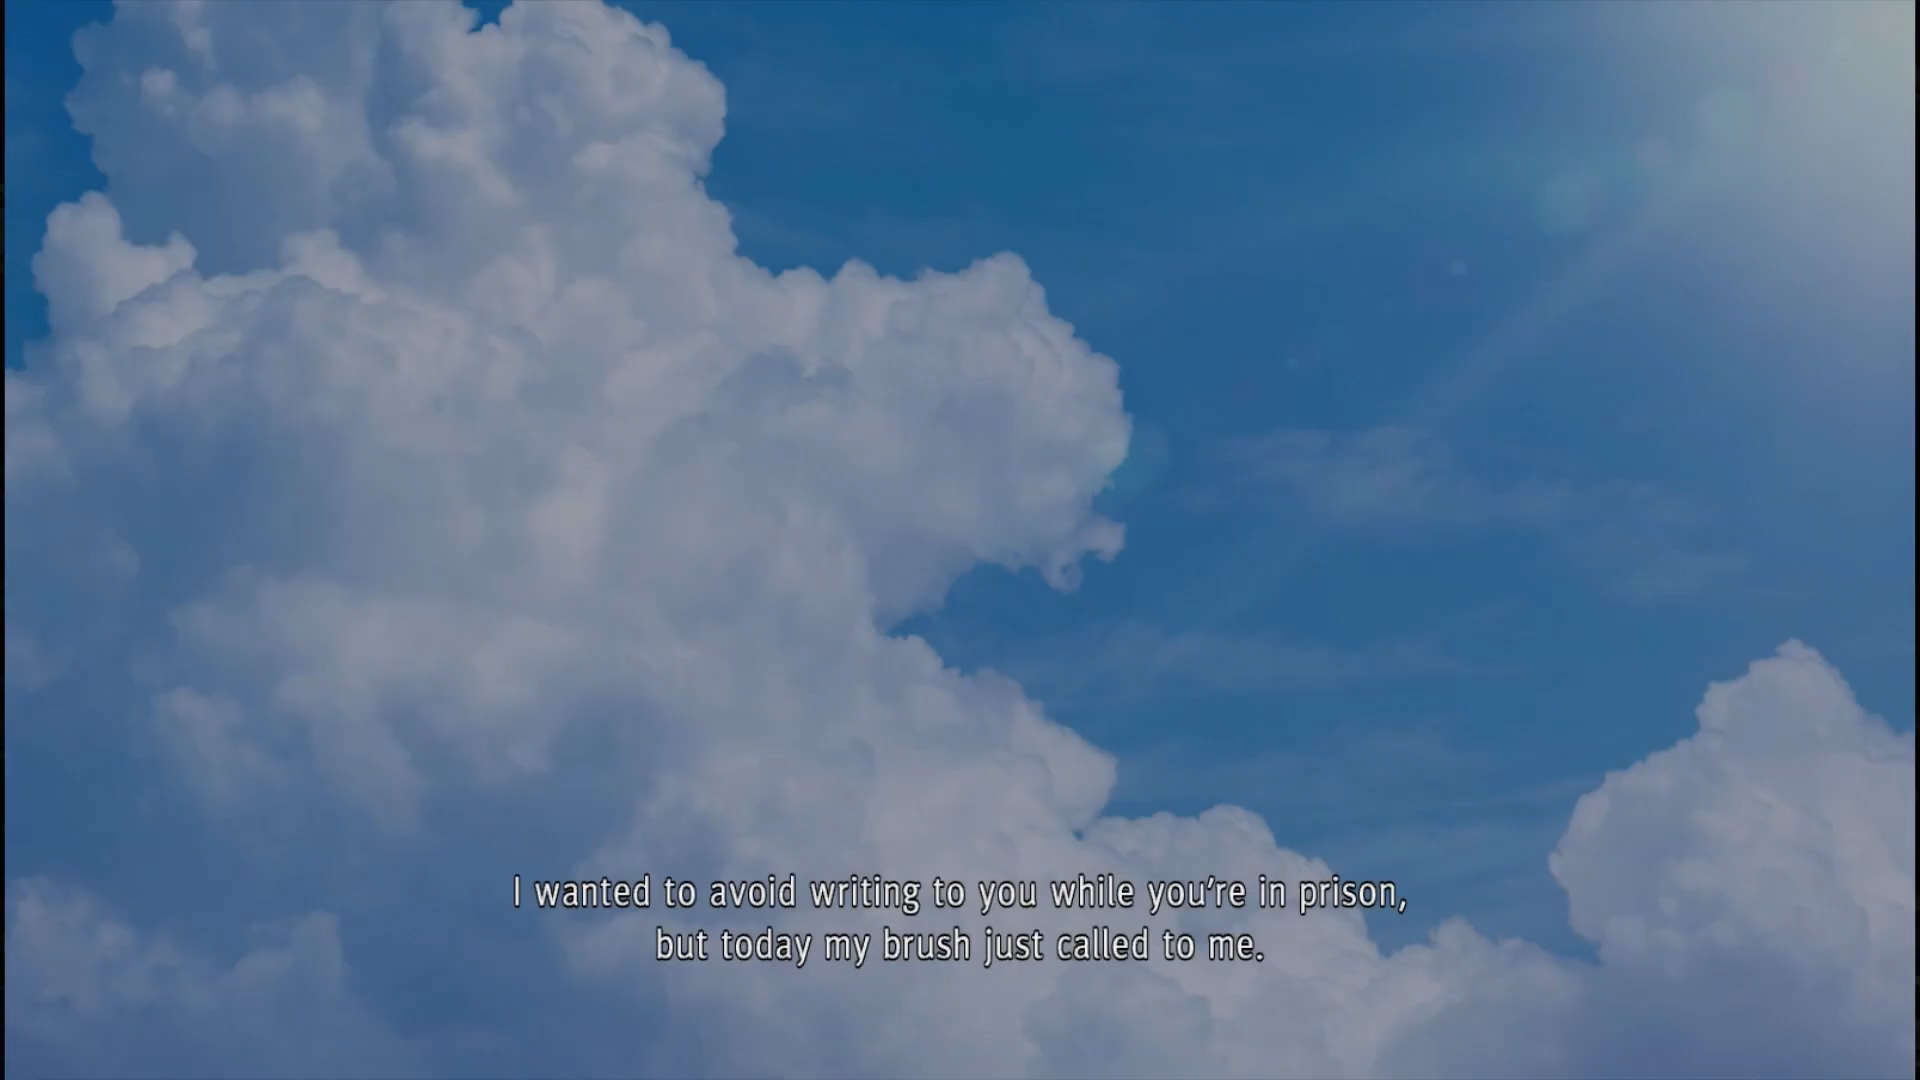 I wanted to avoid writing to you while you're in prison,
but today my brush just called to me.